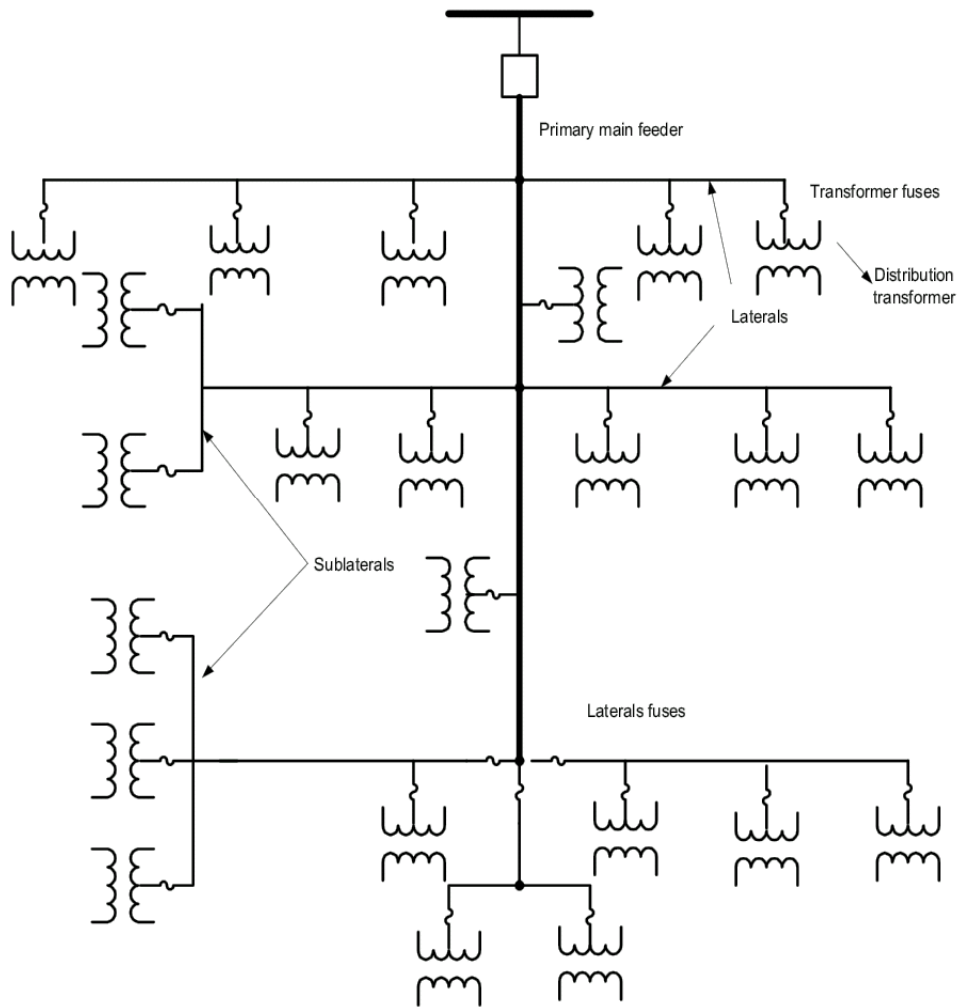 Primary main feeder
Transformer fuses
Distribution
transformer
Laterals
Sublaterals
Laterals fuses